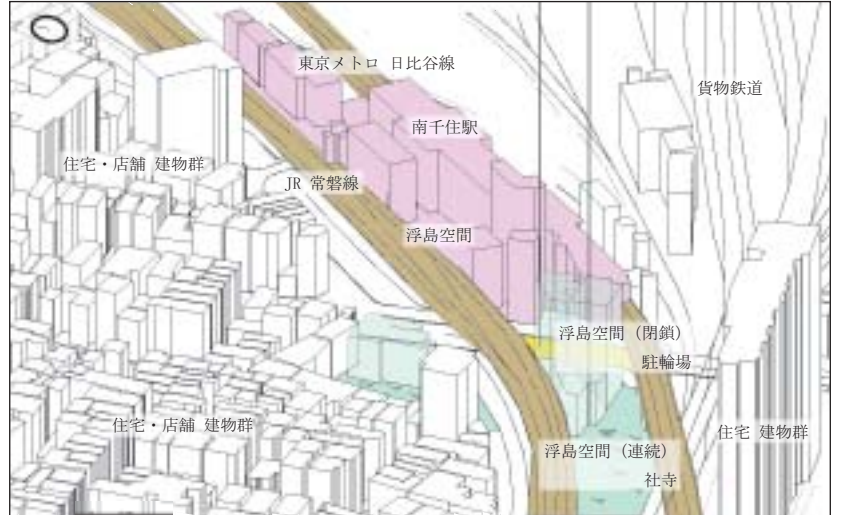 東京メトロ 日比谷線
貨物鉄道
南千住駅
住宅・店舗 建物群
JR 常磐線
浮島空間
浮島空間（閉鎖）
駐輪場
住宅・店舗 建物群
住宅 建物群
浮島空間（連続）
社寺